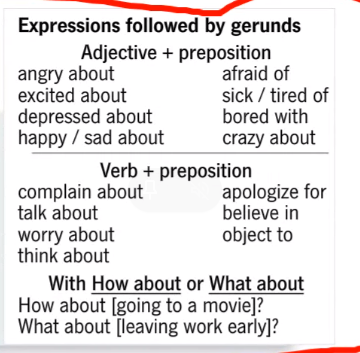 Expressions followed by gerunds
Adjective + preposition
angry about afraid of
excited about sick / tired of
depressed about bored with
happy / sad about crazy about
Verb + preposition
complain about apologize for
talk about believe in
worry about object to
think about
With How about or What about
How about [going to a movie]?
What about [leaving work early]?